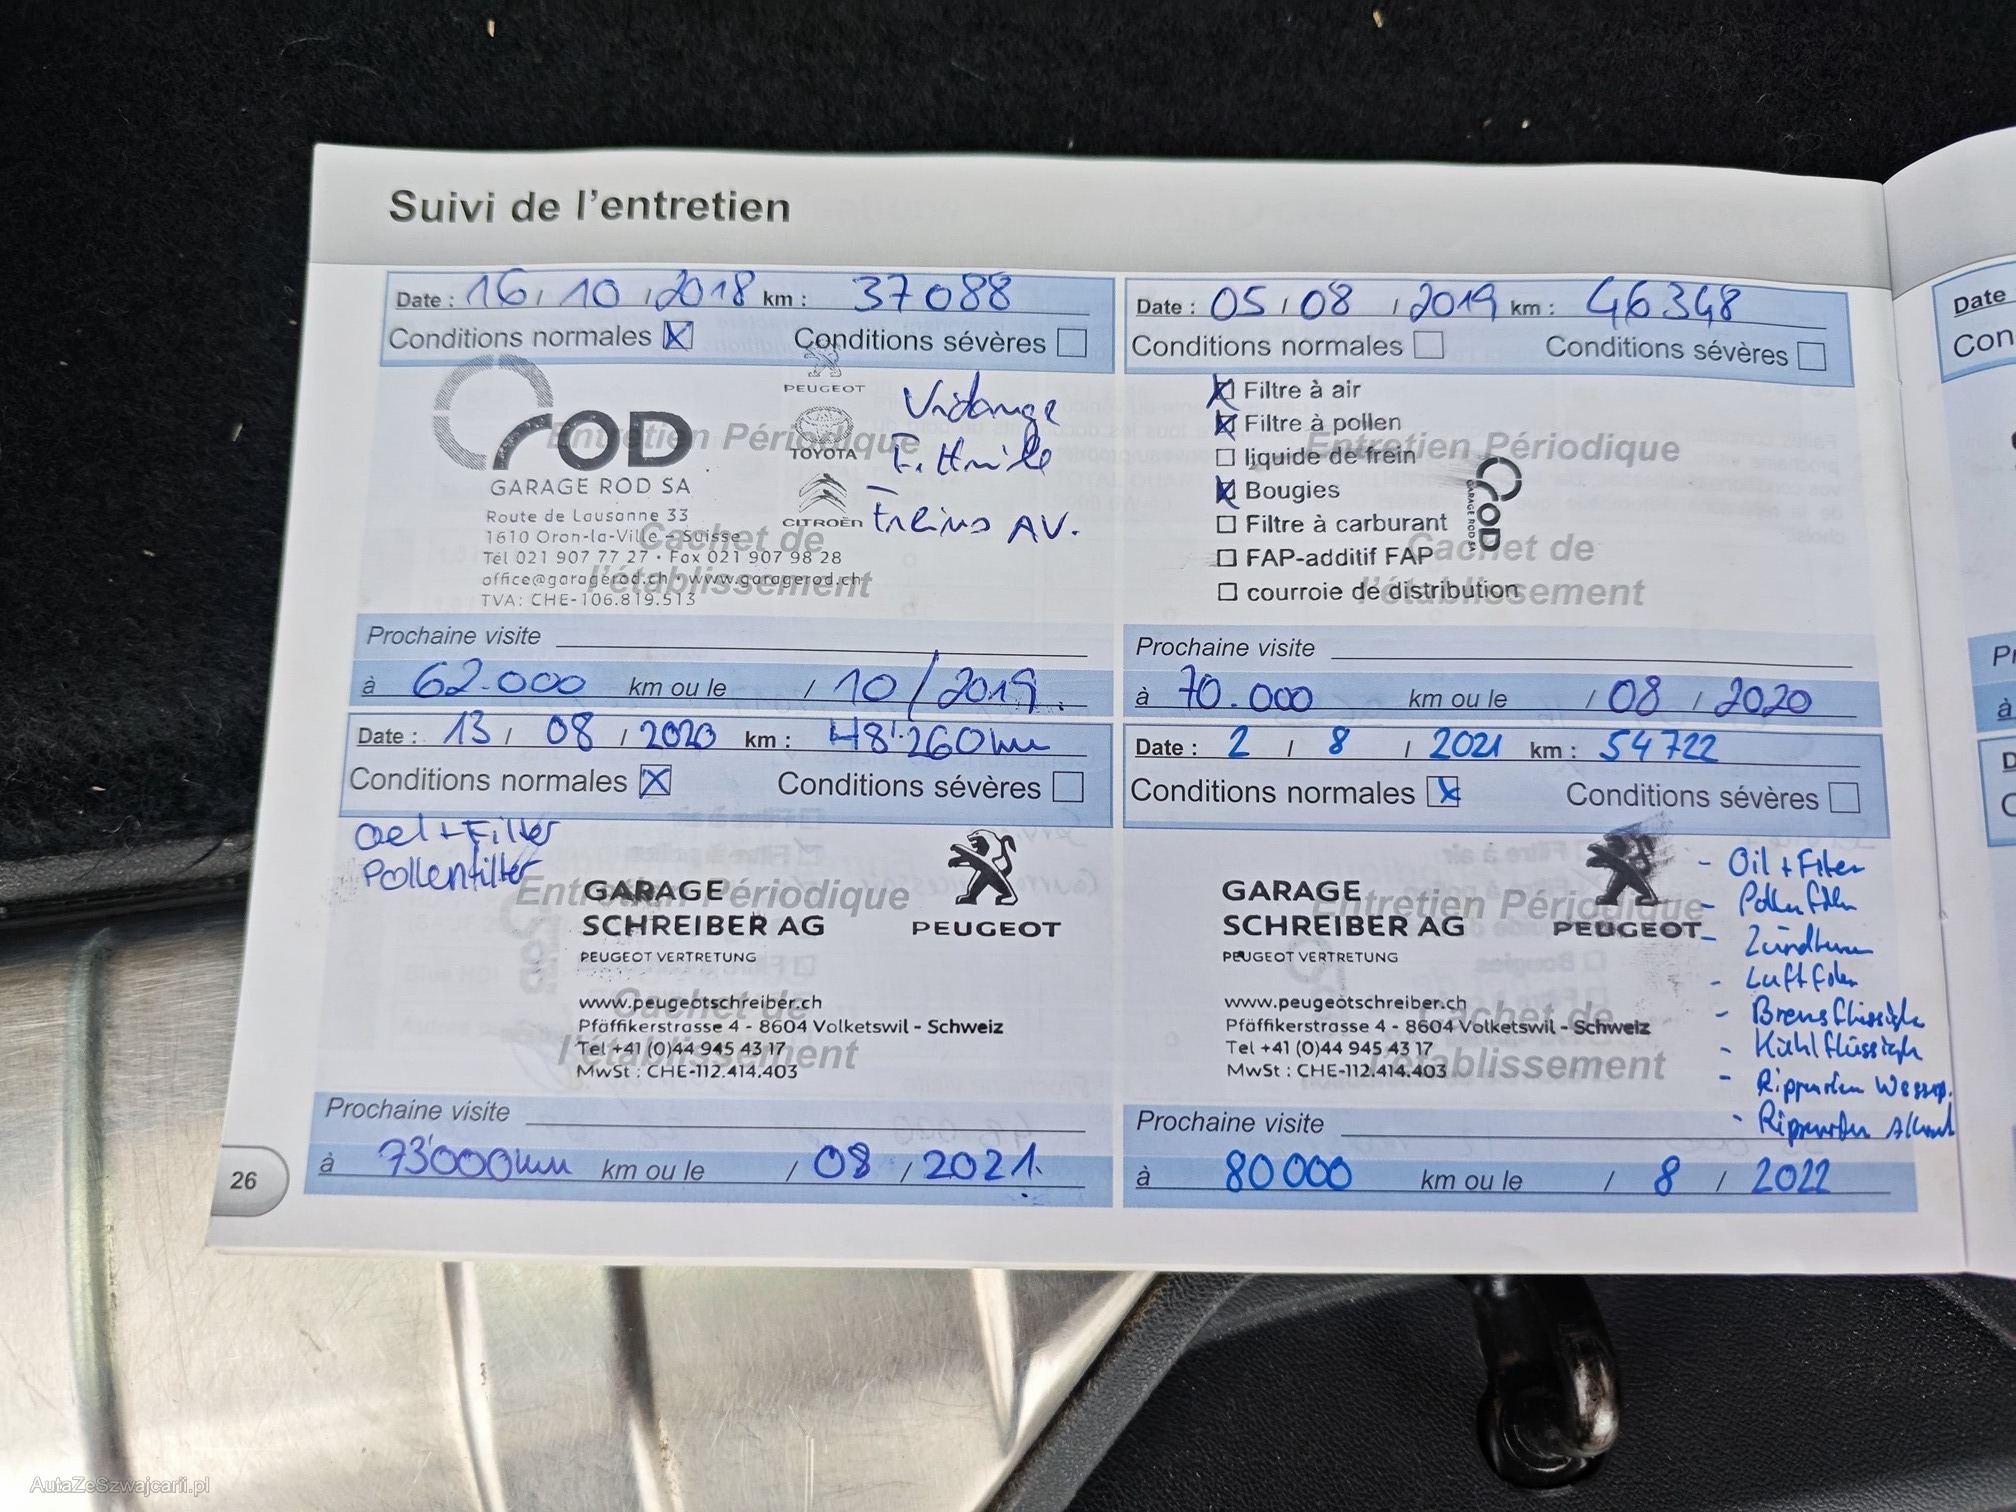 Suivi de l'entretien
Date : 16 / 10 / 2018 km : 37088
Conditions normales ☒ Conditions sévères ☐
Entretien Périodique
Cachet de
l'établissement
ROD
GARAGE ROD SA
Route de Lausanne 33
1610 Oron-la-Ville – Suisse
Tél 021 907 77 27 • Fax 021 907 98 28
office@garagerod.ch • www.garagerod.ch
TVA: CHE-106.819.513
PEUGEOT
TOYOTA
CITROËN
Vidange
F. Huile
Freins AV.
Prochaine visite
à 62.000 km ou le / 10 / 2019.
Date : 05 / 08 / 2019 km : 46348
Conditions normales ☐ Conditions sévères ☐
Entretien Périodique
Cachet de
l'établissement
☒ Filtre à air
☒ Filtre à pollen
☐ liquide de frein
☒ Bougies
☐ Filtre à carburant
☐ FAP-additif FAP
☐ courroie de distribution
ROD
GARAGE ROD SA
Prochaine visite
à 70.000 km ou le / 08 / 2020
Date : 13 / 08 / 2020 km : 48'260km
Conditions normales ☒ Conditions sévères ☐
Oel + Filter
Pollenfilter
Entretien Périodique
Cachet de
l'établissement
GARAGE
SCHREIBER AG
PEUGEOT VERTRETUNG
PEUGEOT
www.peugeotschreiber.ch
Pfäffikerstrasse 4 - 8604 Volketswil - Schweiz
Tel +41 (0)44 945 43 17
MwSt : CHE-112.414.403
Prochaine visite
à 73'000km km ou le / 08 / 2021.
Date : 2 / 8 / 2021 km : 54722
Conditions normales ☒ Conditions sévères ☐
Entretien Périodique
Cachet de
l'établissement
GARAGE
SCHREIBER AG
PEUGEOT VERTRETUNG
PEUGEOT
www.peugeotschreiber.ch
Pfäffikerstrasse 4 - 8604 Volketswil - Schweiz
Tel +41 (0)44 945 43 17
MwSt : CHE-112.414.403
- Oil + Filter
- Bremsflüssigk
- Kühlflüssigk
Prochaine visite
à 80000 km ou le / 8 / 2022
26
Date
Con
AutaZeSzwajcarii.pl